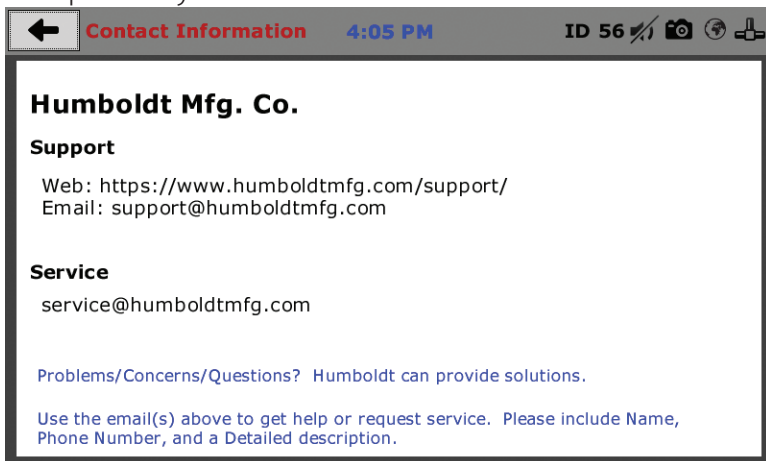 Contact Information 4:05 PM ID 56
Humboldt Mfg. Co.
Support
Web: https://www.humboldtmfg.com/support/
Email: support@humboldtmfg.com
Service
service@humboldtmfg.com
Problems/Concerns/Questions? Humboldt can provide solutions.
Use the email(s) above to get help or request service. Please include Name,
Phone Number, and a Detailed description.